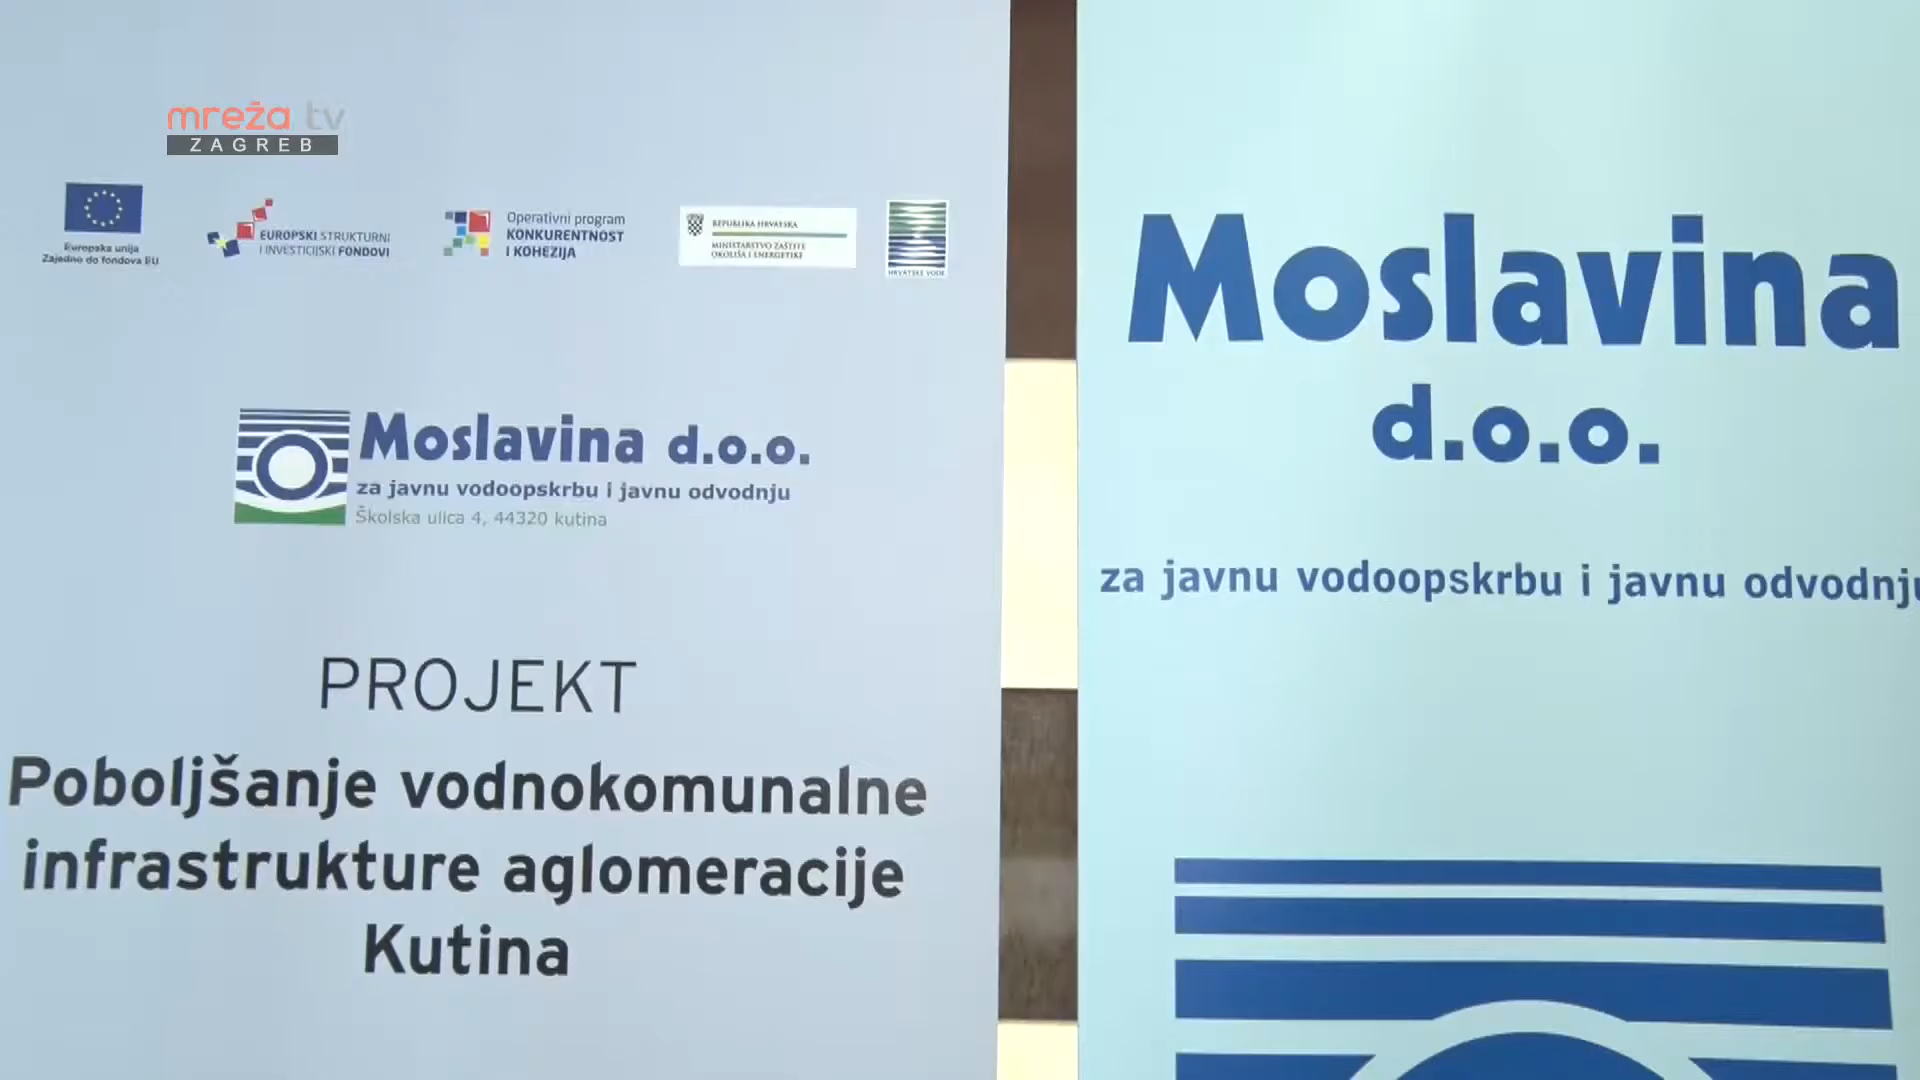 mreža tv
ZAGREB
Europska unija
Zajedno do fondova EU
EUROPSKI STRUKTURNI
I INVESTICIJSKI FONDOVI
Operativni program
KONKURENTNOST
I KOHEZIJA
REPUBLIKA HRVATSKA
MINISTARSTVO ZAŠTITE
OKOLIŠA I ENERGETIKE
HRVATSKE VODE
Moslavina d.o.o.
za javnu vodoopskrbu i javnu odvodnju
Školska ulica 4, 44320 kutina
PROJEKT
Poboljšanje vodnokomunalne
infrastrukture aglomeracije
Kutina
Moslavina
d.o.o.
za javnu vodoopskrbu i javnu odvodnju